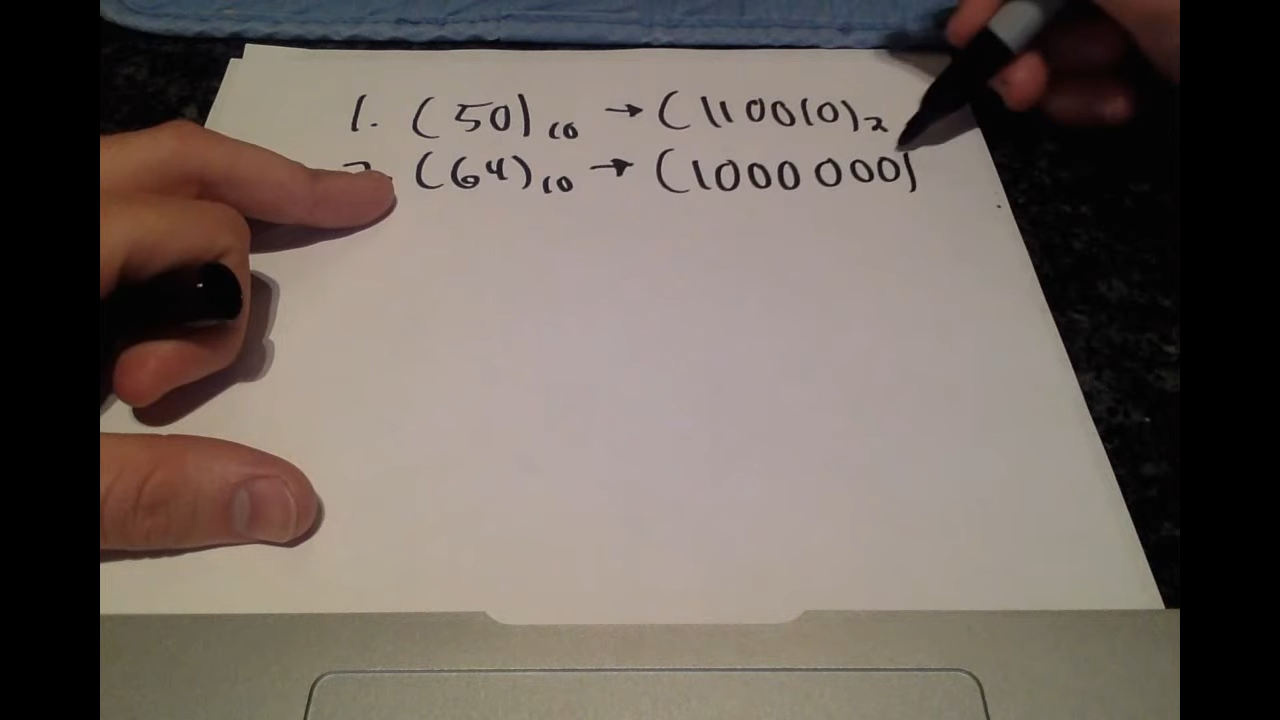 1. (50)₁₀ → (110010)₂
(64)₁₀ → (1000000)